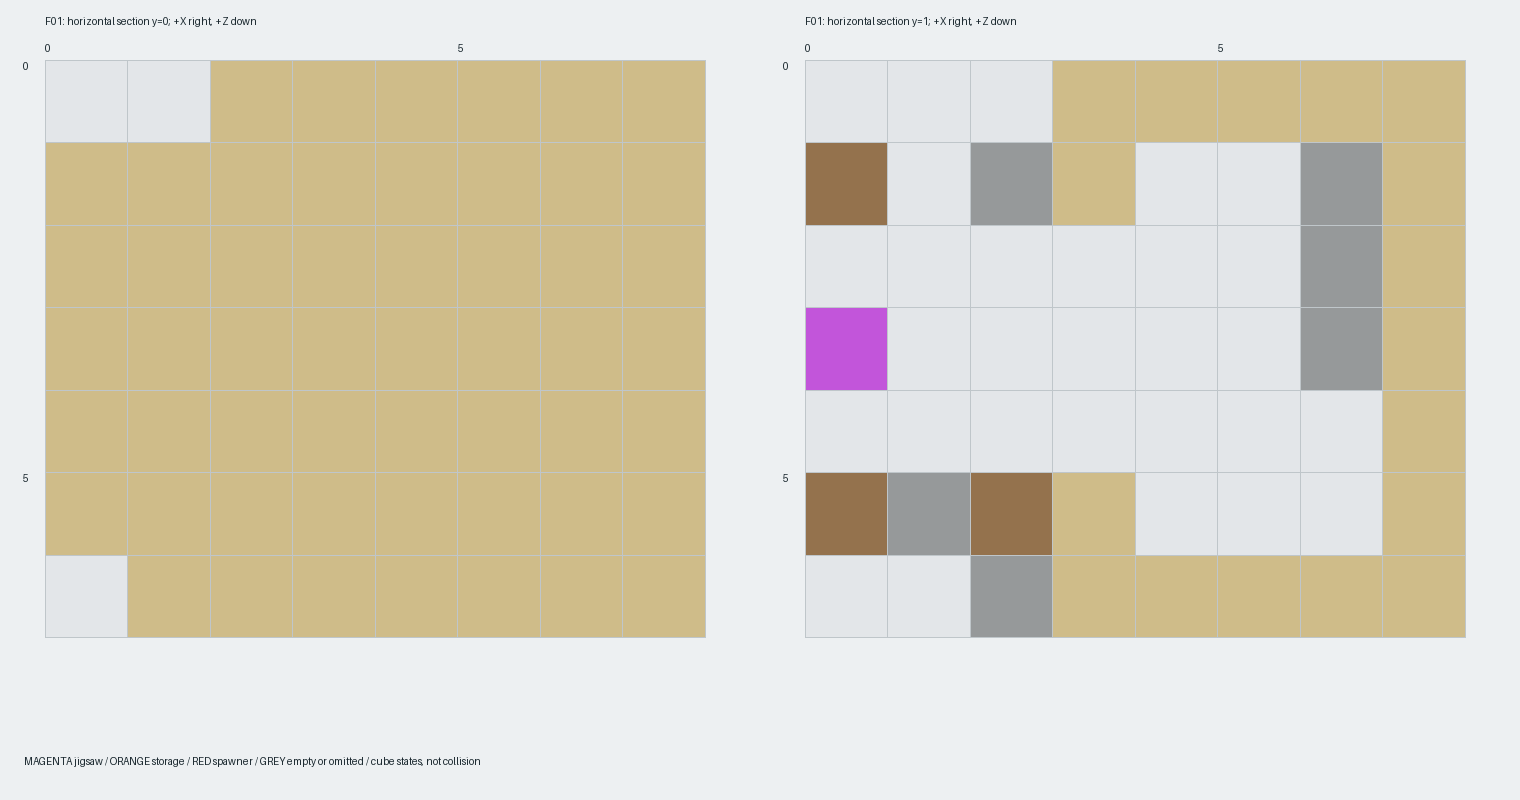 F01: horizontal section y=0; +X right, +Z down
F01: horizontal section y=1; +X right, +Z down
0 5
0 5
0
0
5
5
MAGENTA jigsaw / ORANGE storage / RED spawner / GREY empty or omitted / cube states, not collision